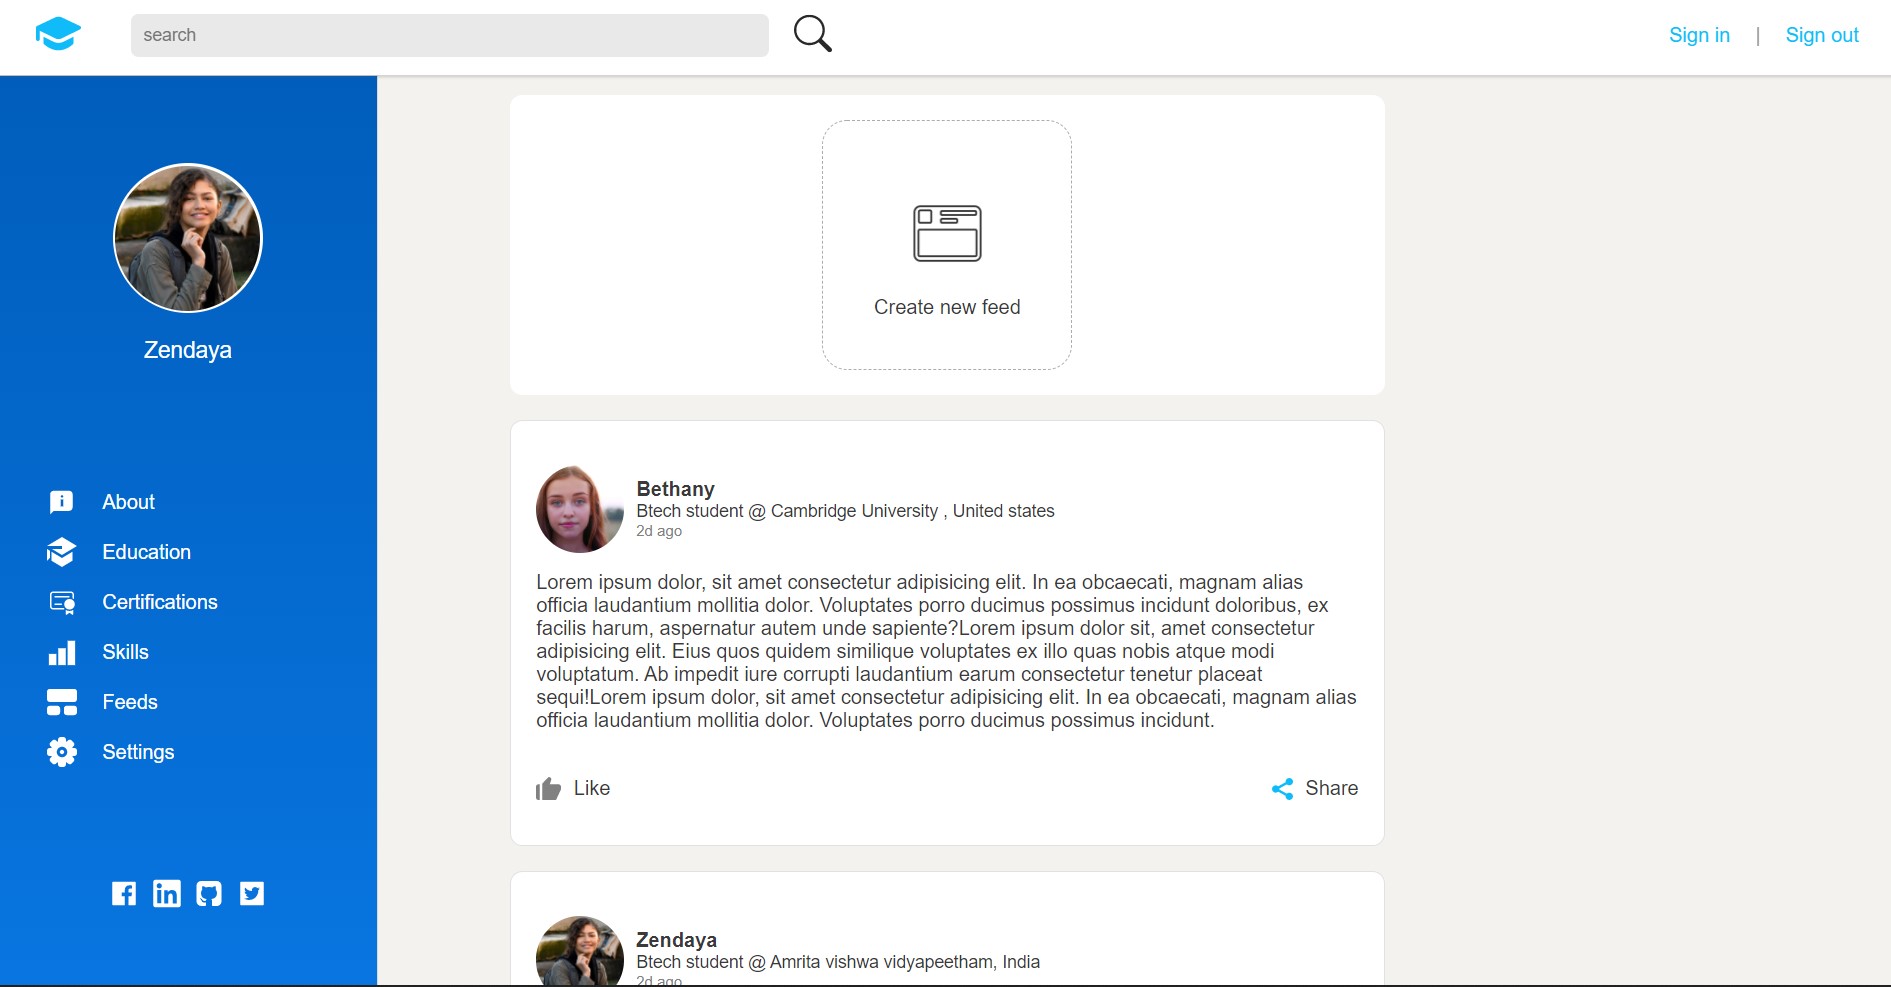 search
Sign in | Sign out
Zendaya
About
Education
Certifications
Skills
Feeds
Settings
Create new feed
Bethany
Btech student @ Cambridge University , United states
2d ago
Lorem ipsum dolor, sit amet consectetur adipisicing elit. In ea obcaecati, magnam alias
officia laudantium mollitia dolor. Voluptates porro ducimus possimus incidunt doloribus, ex
facilis harum, aspernatur autem unde sapiente?Lorem ipsum dolor sit, amet consectetur
adipisicing elit. Eius quos quidem similique voluptates ex illo quas nobis atque modi
voluptatum. Ab impedit iure corrupti laudantium earum consectetur tenetur placeat
sequi!Lorem ipsum dolor, sit amet consectetur adipisicing elit. In ea obcaecati, magnam alias
officia laudantium mollitia dolor. Voluptates porro ducimus possimus incidunt.
Like
Share
Zendaya
Btech student @ Amrita vishwa vidyapeetham, India
2d ago